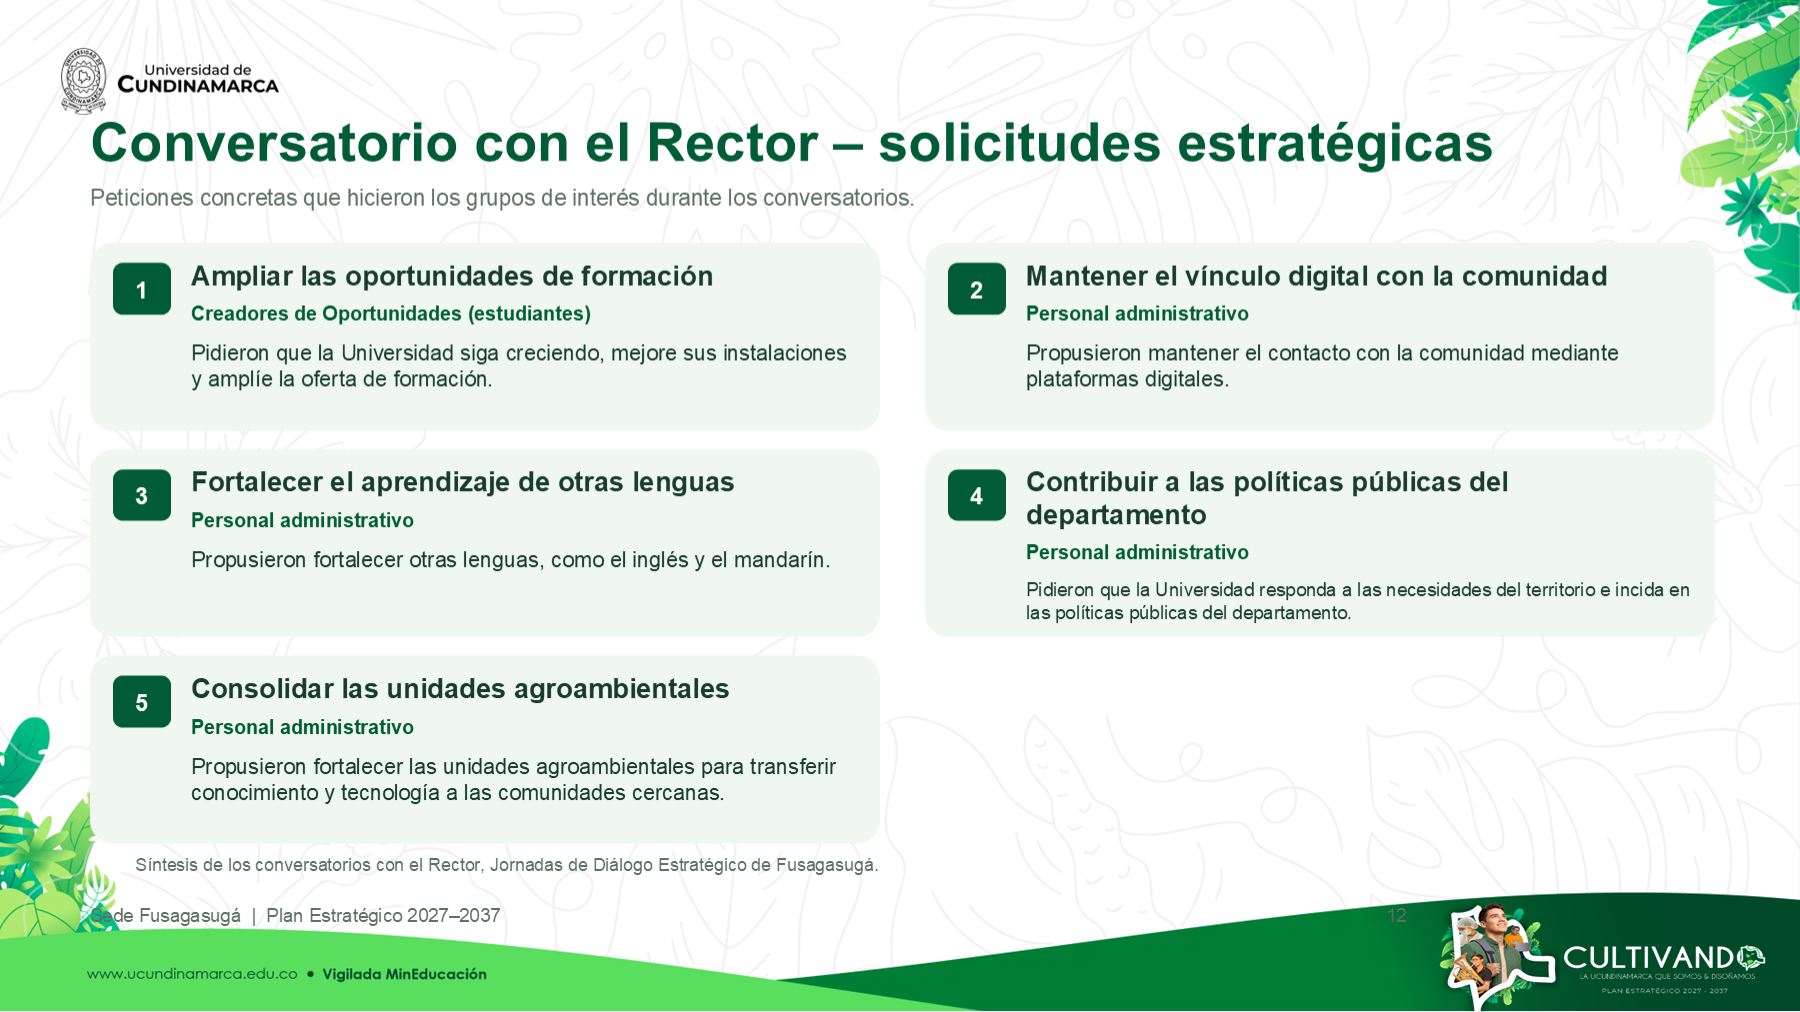 Universidad de
CUNDINAMARCA
Conversatorio con el Rector – solicitudes estratégicas
Peticiones concretas que hicieron los grupos de interés durante los conversatorios.
1
Ampliar las oportunidades de formación
Creadores de Oportunidades (estudiantes)
Pidieron que la Universidad siga creciendo, mejore sus instalaciones
y amplíe la oferta de formación.
2
Mantener el vínculo digital con la comunidad
Personal administrativo
Propusieron mantener el contacto con la comunidad mediante
plataformas digitales.
3
Fortalecer el aprendizaje de otras lenguas
Personal administrativo
Propusieron fortalecer otras lenguas, como el inglés y el mandarín.
4
Contribuir a las políticas públicas del
departamento
Personal administrativo
Pidieron que la Universidad responda a las necesidades del territorio e incida en
las políticas públicas del departamento.
5
Consolidar las unidades agroambientales
Personal administrativo
Propusieron fortalecer las unidades agroambientales para transferir
conocimiento y tecnología a las comunidades cercanas.
Síntesis de los conversatorios con el Rector, Jornadas de Diálogo Estratégico de Fusagasugá.
Sede Fusagasugá | Plan Estratégico 2027–2037
12
www.ucundinamarca.edu.co • Vigilada MinEducación
CULTIVANDO
LA UCUNDINAMARCA QUE SOMOS & DISOÑAMOS
PLAN ESTRATÉGICO 2027 - 2037